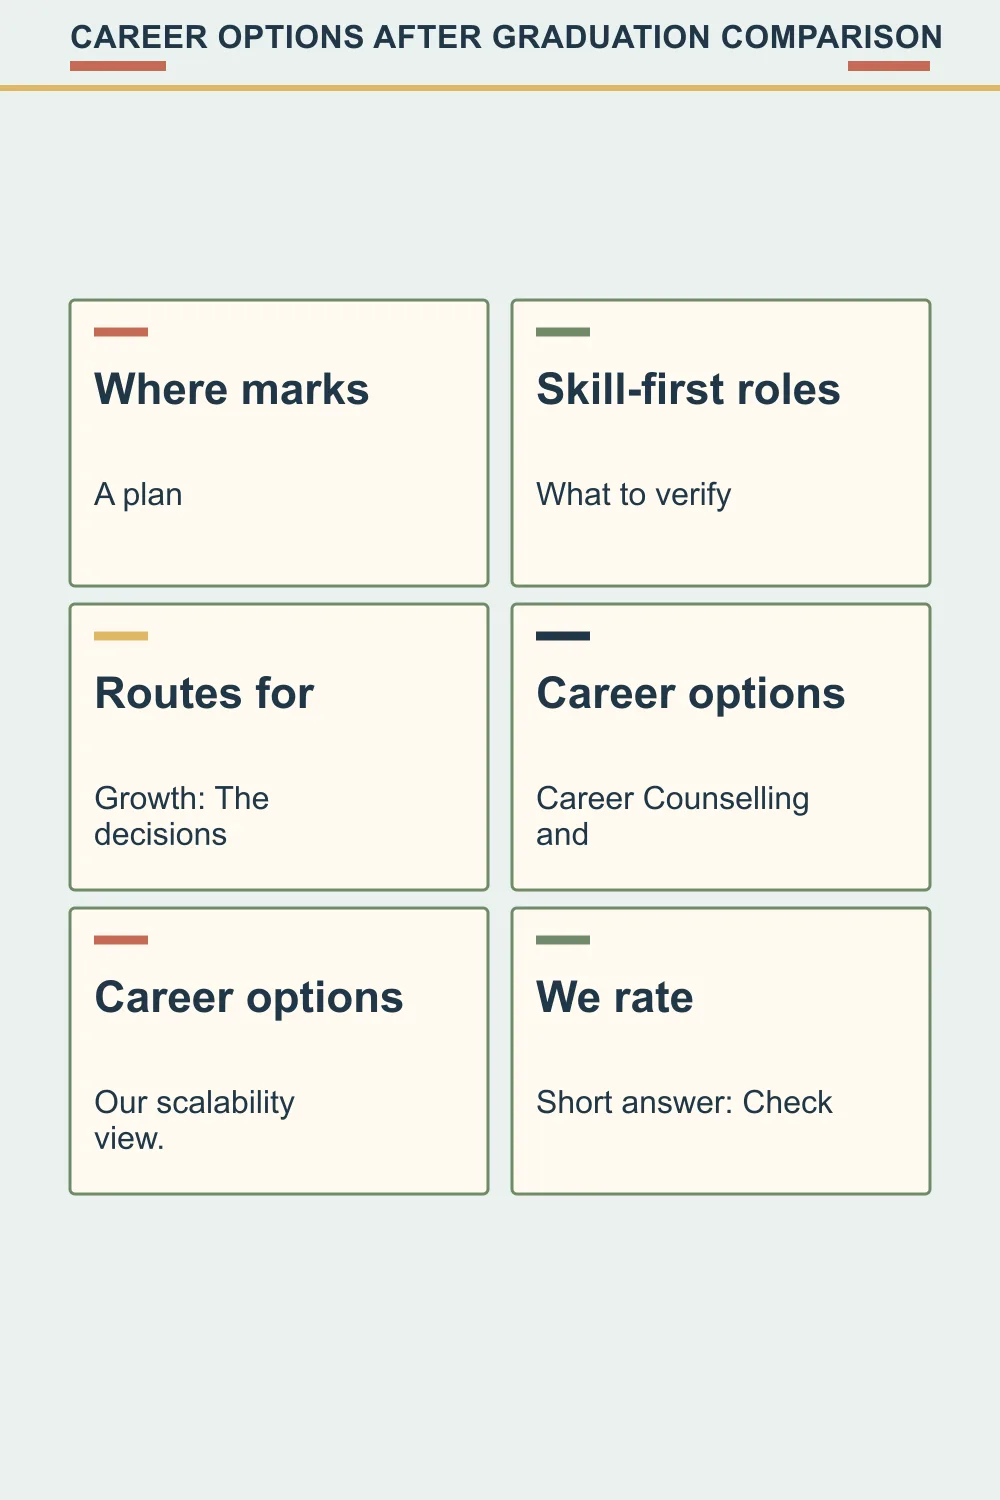 CAREER OPTIONS AFTER GRADUATION COMPARISON
Where marks
A plan
Skill-first roles
What to verify
Routes for
Growth: The
decisions
Career options
Career Counselling
and
Career options
Our scalability
view.
We rate
Short answer: Check